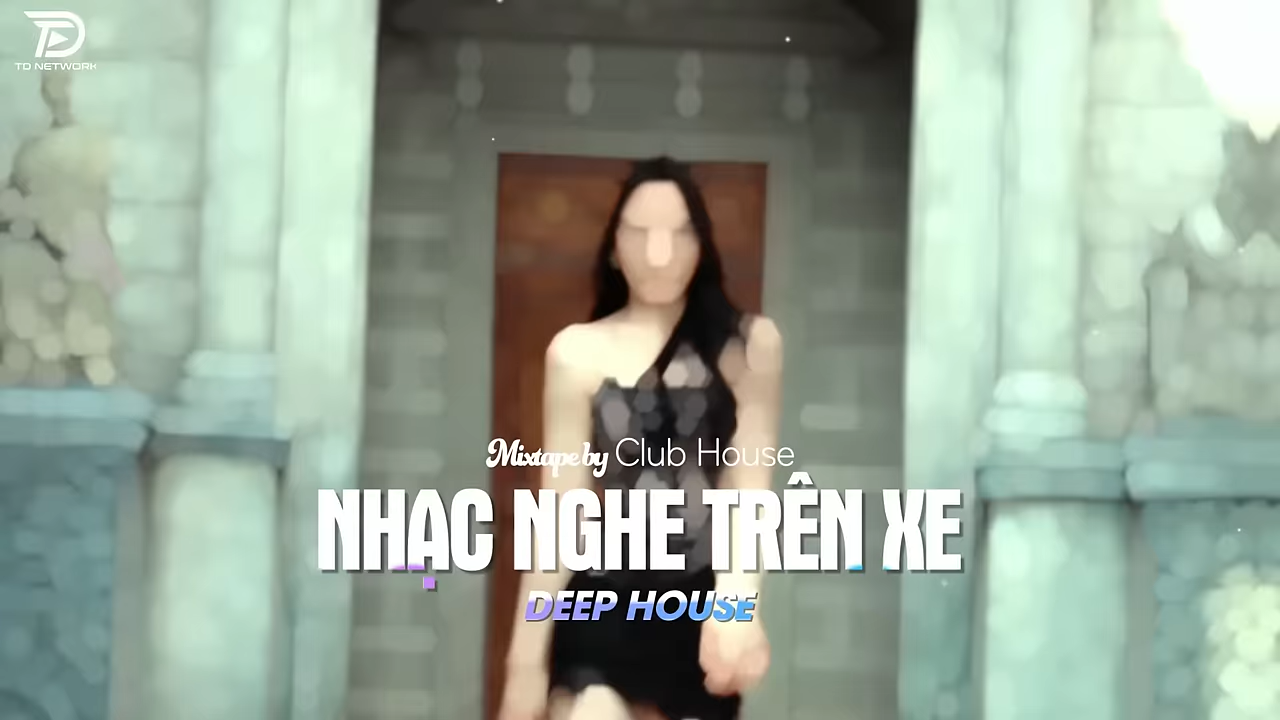 TD NETWORK
Mixtape by Club House
NHẠC NGHE TRÊN XE
DEEP HOUSE